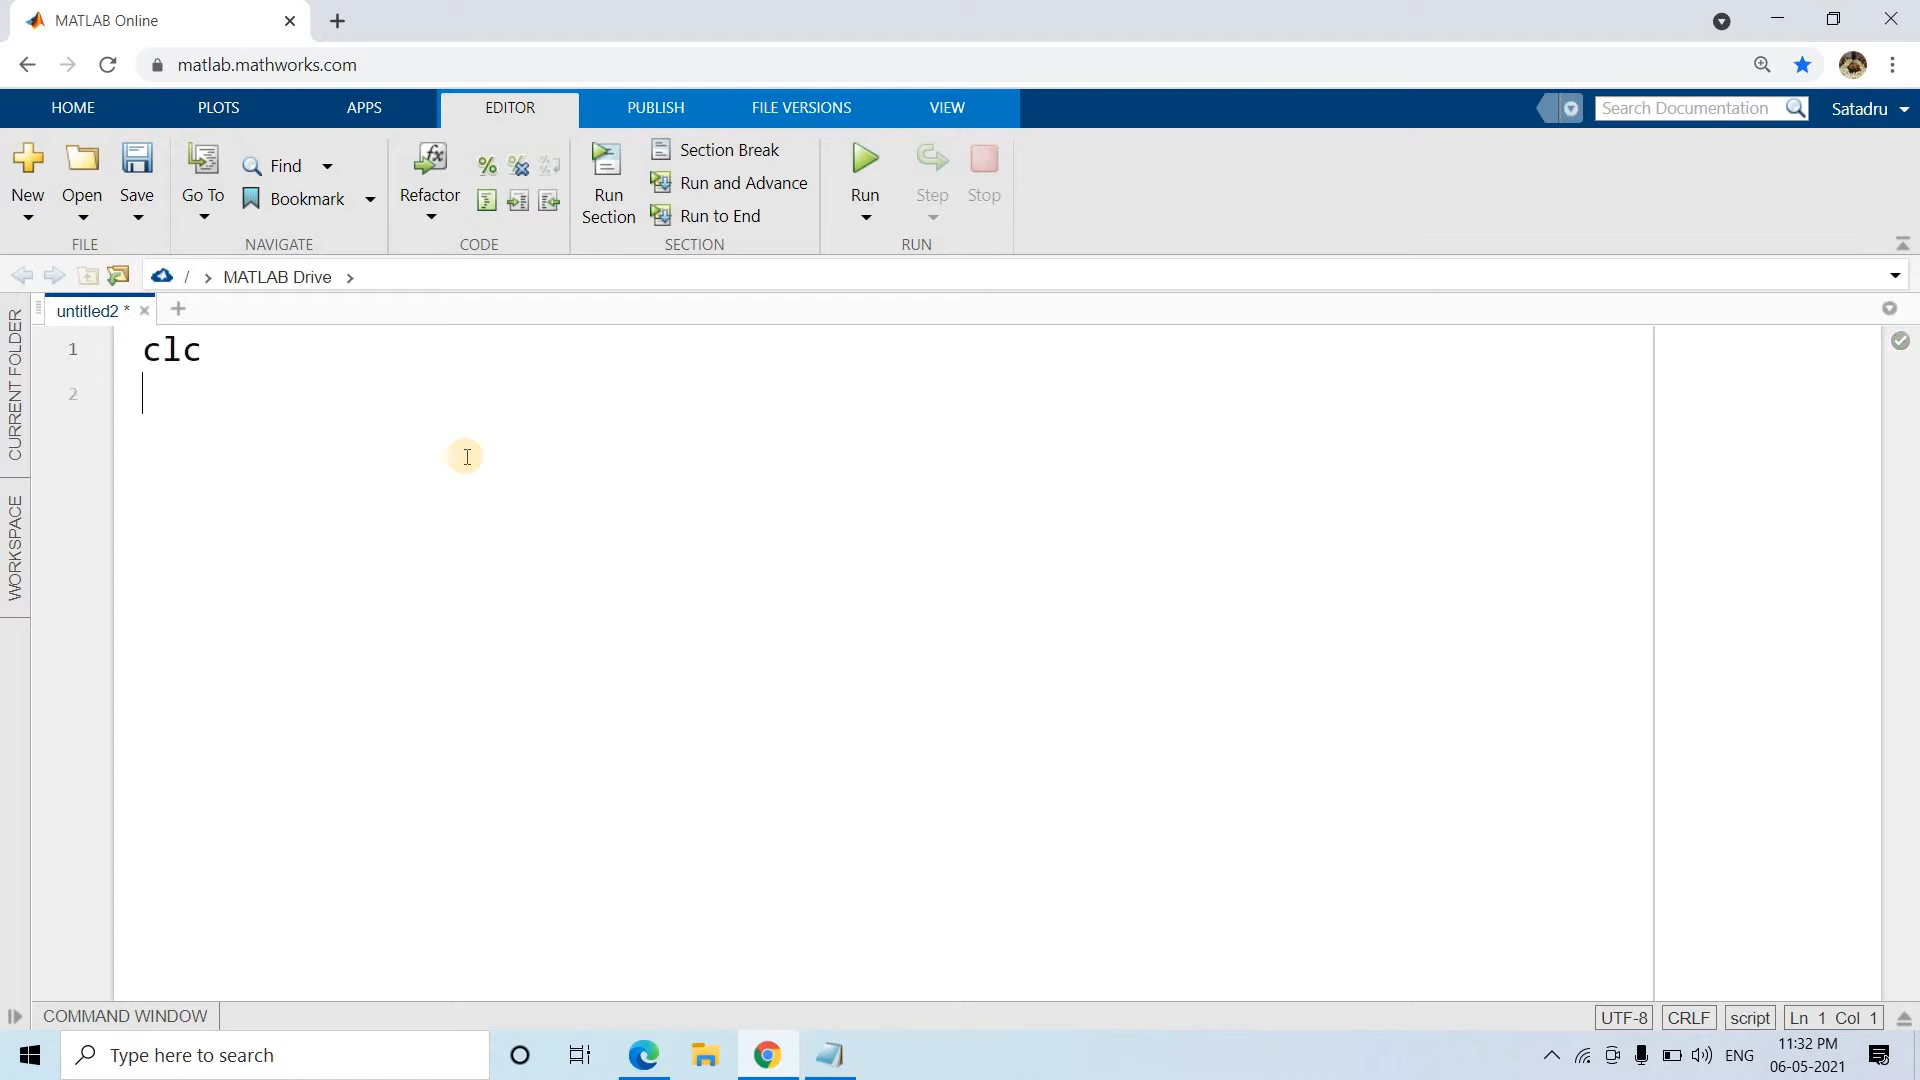 MATLAB Online
matlab.mathworks.com
HOME PLOTS APPS EDITOR PUBLISH FILE VERSIONS VIEW Search Documentation Satadru
New Open Save Go To Find Bookmark Refactor Run Section Section Break Run and Advance Run to End Run Step Stop
FILE NAVIGATE CODE SECTION RUN
/ › MATLAB Drive ›
CURRENT FOLDER
WORKSPACE
untitled2 *
1 clc
2
COMMAND WINDOW UTF-8 CRLF script Ln 1 Col 1
Type here to search ENG 11:32 PM
06-05-2021